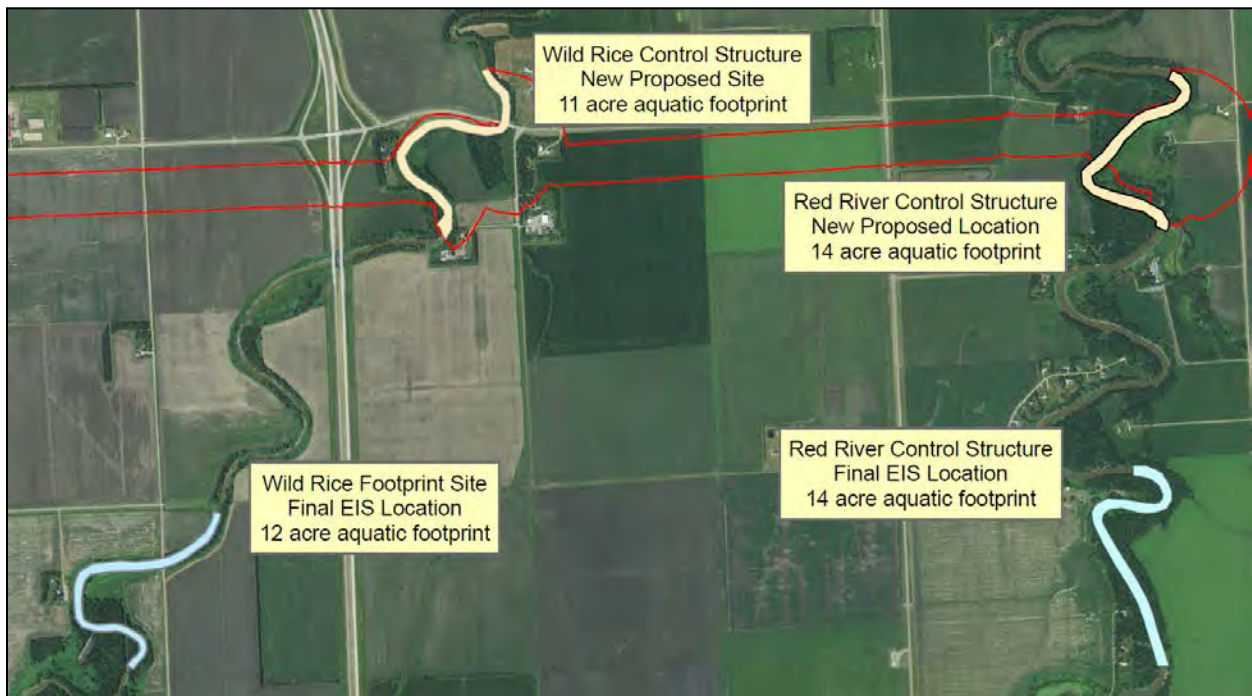 Wild Rice Control Structure
New Proposed Site
11 acre aquatic footprint
Red River Control Structure
New Proposed Location
14 acre aquatic footprint
Wild Rice Footprint Site
Final EIS Location
12 acre aquatic footprint
Red River Control Structure
Final EIS Location
14 acre aquatic footprint